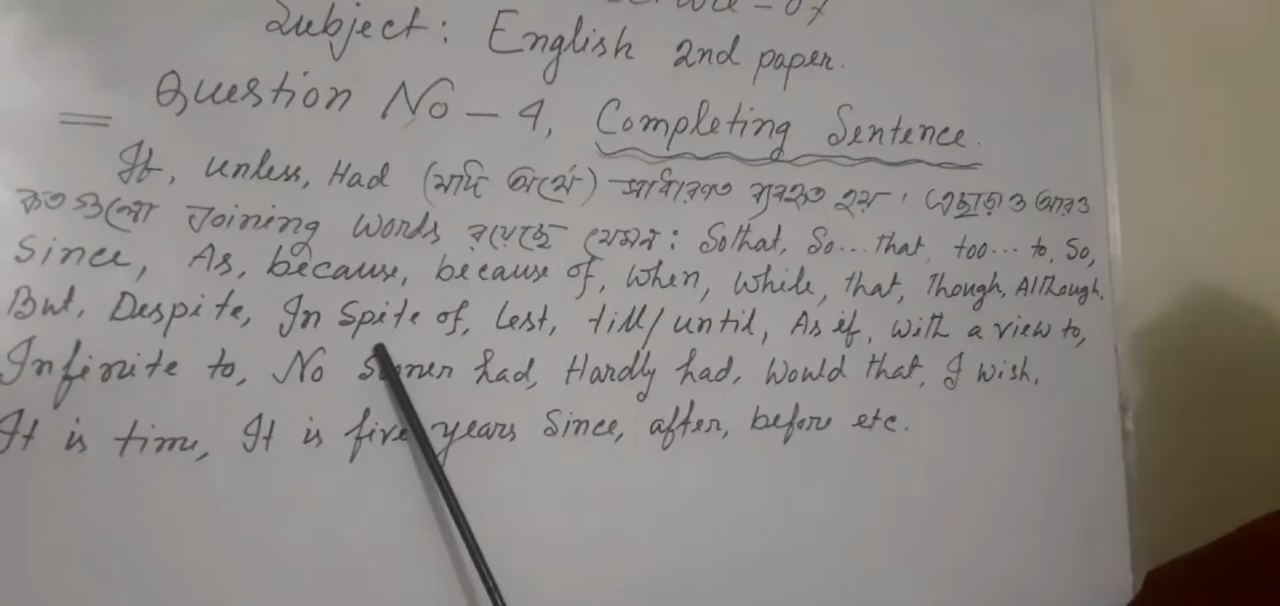 Subject: English 2nd paper.
Question No - 4, Completing Sentence.
If, unless, Had (যদি অর্থে) সাধারণত ব্যবহৃত হয়। এছাড়াও আরও
কতগুলো Joining words রয়েছে যেমন: So that, So... that, too... to, So,
Since, As, because, because of, When, While, that, Though, Although,
But, Despite, In Spite of, Lest, till/until, As if, with a view to,
Infinite to, No Sooner had, Hardly had, Would that, I wish,
It is time, It is five years Since, after, before etc.